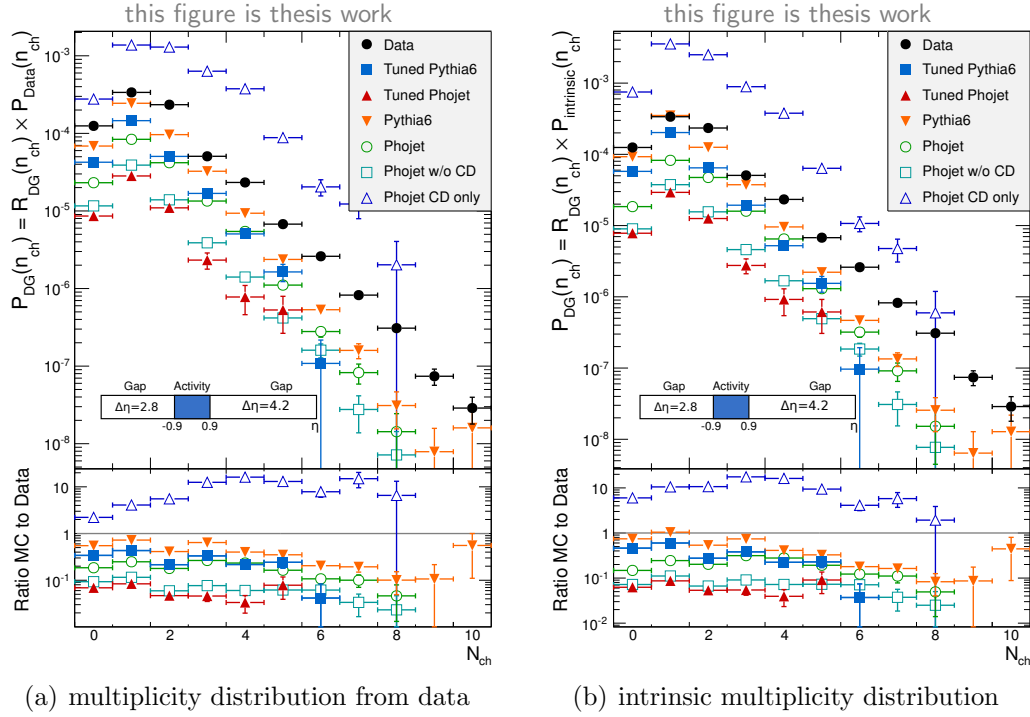 this figure is thesis work
P_DG(n_ch) = R_DG(n_ch) × P_Data(n_ch)
10⁻³
10⁻⁴
10⁻⁵
10⁻⁶
10⁻⁷
10⁻⁸
Data
Tuned Pythia6
Tuned Phojet
Pythia6
Phojet
Phojet w/o CD
Phojet CD only
Gap Activity Gap
Δη=2.8 Δη=4.2
-0.9 0.9 η
Ratio MC to Data
10
1
10⁻¹
0 2 4 6 8 10
N_ch
(a) multiplicity distribution from data
this figure is thesis work
P_DG(n_ch) = R_DG(n_ch) × P_intrinsic(n_ch)
10⁻³
10⁻⁴
10⁻⁵
10⁻⁶
10⁻⁷
10⁻⁸
Data
Tuned Pythia6
Tuned Phojet
Pythia6
Phojet
Phojet w/o CD
Phojet CD only
Gap Activity Gap
Δη=2.8 Δη=4.2
-0.9 0.9 η
Ratio MC to Data
10
1
10⁻¹
10⁻²
0 2 4 6 8 10
N_ch
(b) intrinsic multiplicity distribution